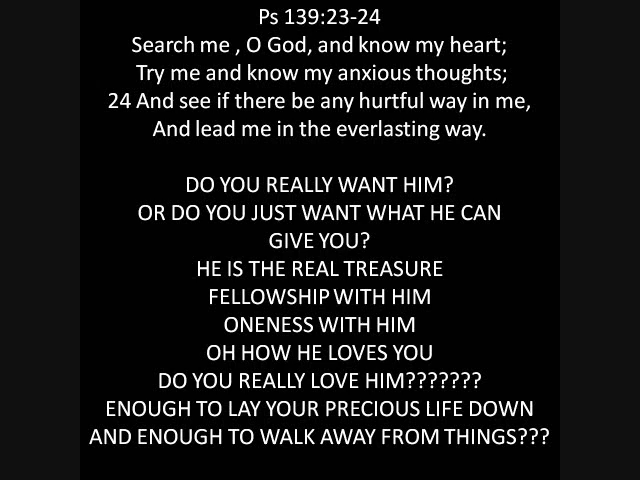 Ps 139:23-24
Search me , O God, and know my heart;
Try me and know my anxious thoughts;
24 And see if there be any hurtful way in me,
And lead me in the everlasting way.
DO YOU REALLY WANT HIM?
OR DO YOU JUST WANT WHAT HE CAN
GIVE YOU?
HE IS THE REAL TREASURE
FELLOWSHIP WITH HIM
ONENESS WITH HIM
OH HOW HE LOVES YOU
DO YOU REALLY LOVE HIM???????
ENOUGH TO LAY YOUR PRECIOUS LIFE DOWN
AND ENOUGH TO WALK AWAY FROM THINGS???